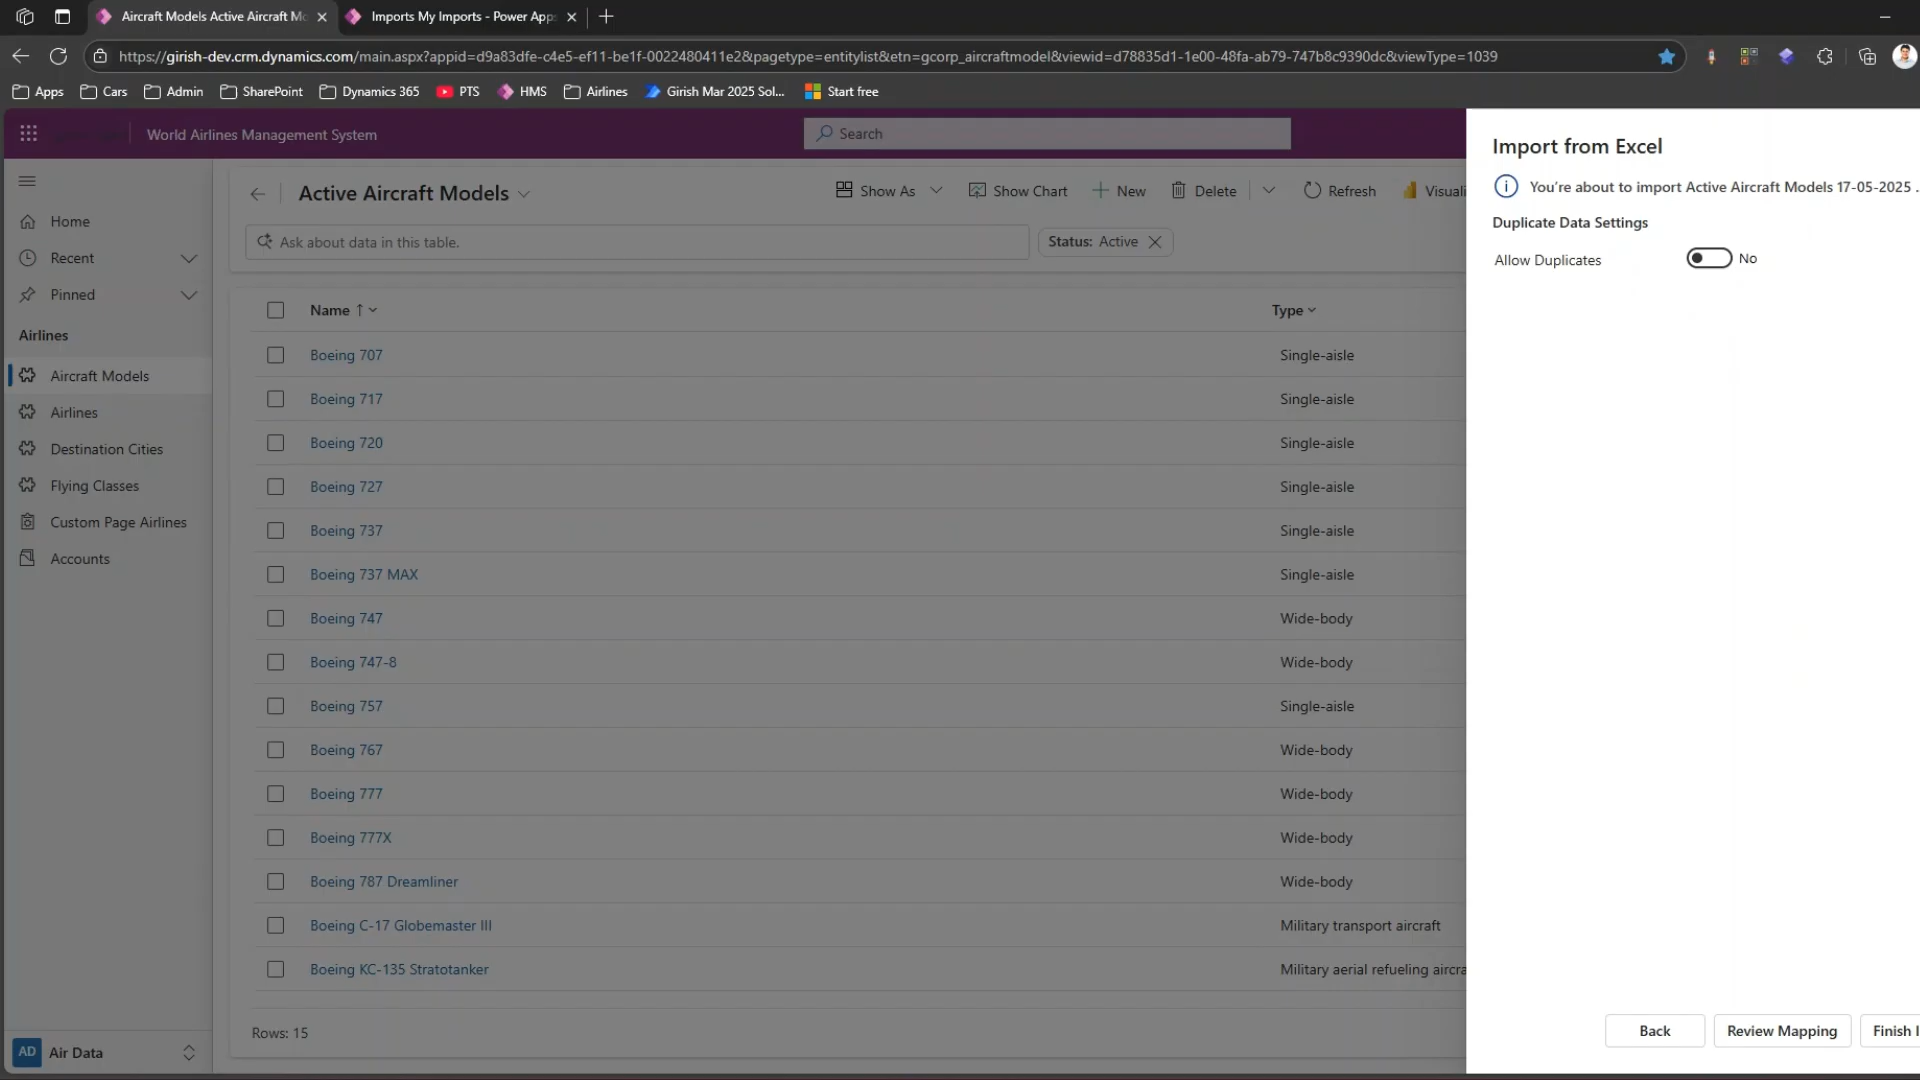 Aircraft Models Active Aircraft Mo
Imports My Imports - Power Apps
https://girish-dev.crm.dynamics.com/main.aspx?appid=d9a83dfe-c4e5-ef11-be1f-0022480411e2&pagetype=entitylist&etn=gcorp_aircraftmodel&viewid=d78835d1-1e00-48fa-ab79-747b8c9390dc&viewType=1039
Apps
Cars
Admin
SharePoint
Dynamics 365
PTS
HMS
Airlines
Girish Mar 2025 Sol...
Start free
World Airlines Management System
Search
Home
Recent
Pinned
Airlines
Aircraft Models
Airlines
Destination Cities
Flying Classes
Custom Page Airlines
Accounts
AD Air Data
Active Aircraft Models
Show As
Show Chart
New
Delete
Refresh
Visuali
Ask about data in this table.
Status: Active
Name Type
Boeing 707 Single-aisle
Boeing 717 Single-aisle
Boeing 720 Single-aisle
Boeing 727 Single-aisle
Boeing 737 Single-aisle
Boeing 737 MAX Single-aisle
Boeing 747 Wide-body
Boeing 747-8 Wide-body
Boeing 757 Single-aisle
Boeing 767 Wide-body
Boeing 777 Wide-body
Boeing 777X Wide-body
Boeing 787 Dreamliner Wide-body
Boeing C-17 Globemaster III Military transport aircraft
Boeing KC-135 Stratotanker Military aerial refueling aircra
Rows: 15
Import from Excel
You're about to import Active Aircraft Models 17-05-2025 .
Duplicate Data Settings
Allow Duplicates No
Back
Review Mapping
Finish I